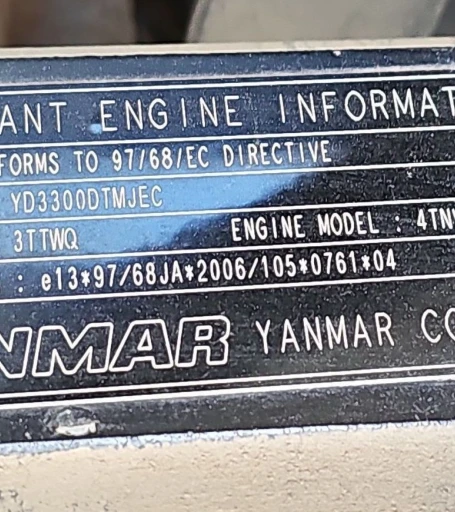 ANT ENGINE INFORMAT
FORMS TO 97/68/EC DIRECTIVE
YD3300DTMJEC
3TTWQ ENGINE MODEL : 4TNV
: e13*97/68JA*2006/105*0761*04
NMAR YANMAR CO